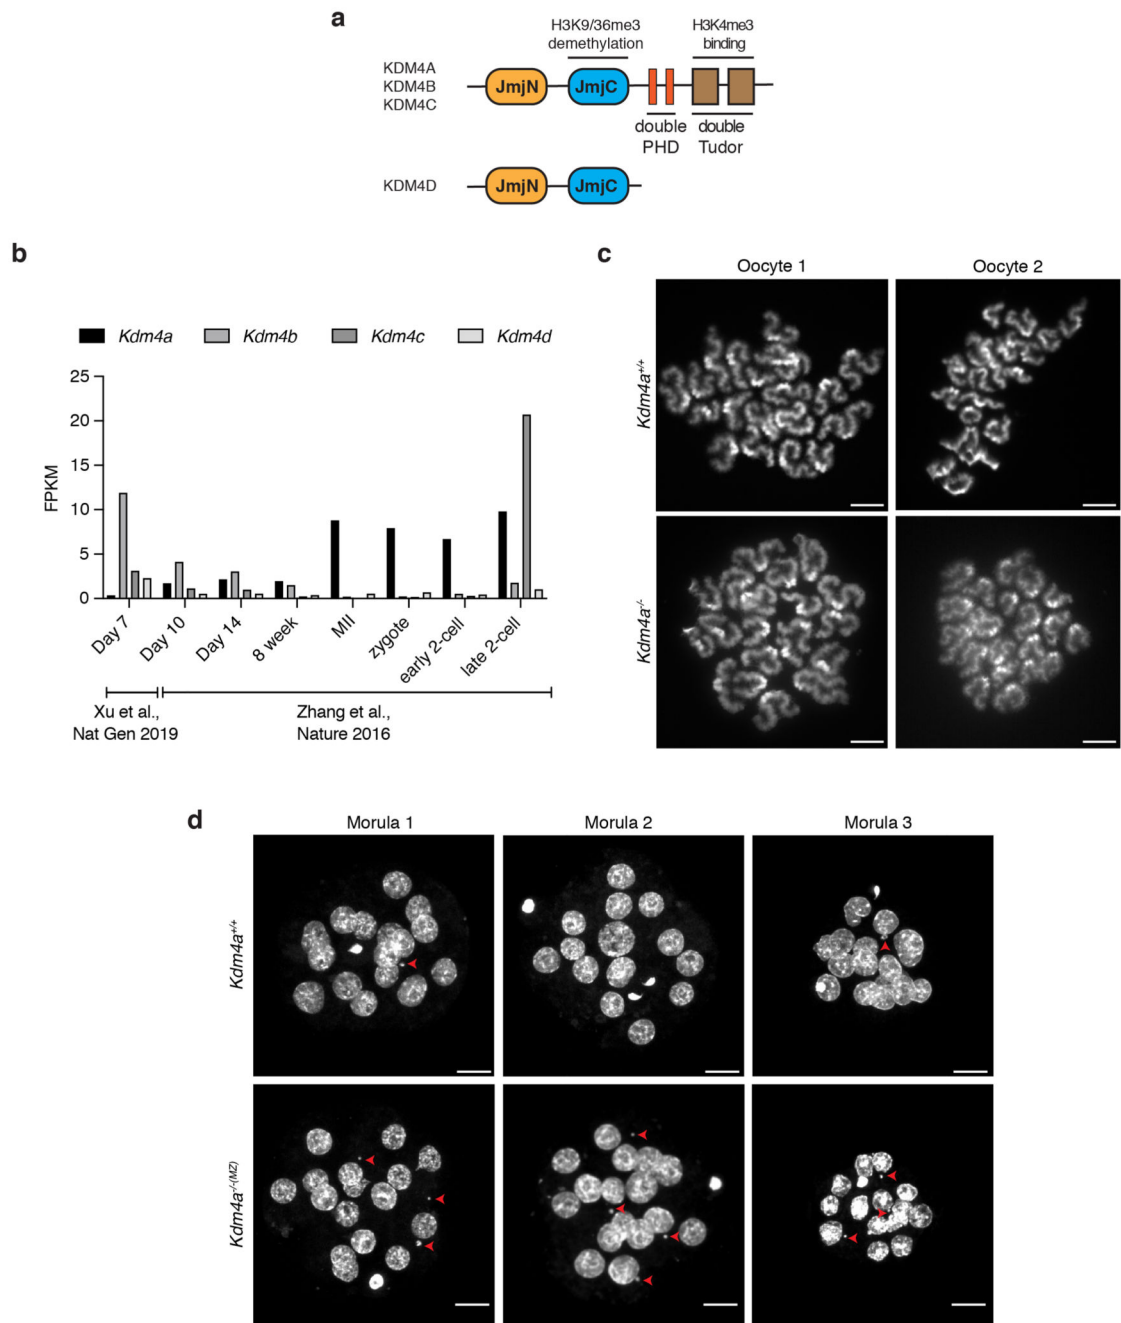 a
H3K9/36me3
demethylation
H3K4me3
binding
KDM4A
KDM4B
KDM4C
JmjN
JmjC
double
PHD
double
Tudor
KDM4D
JmjN
JmjC
b
Kdm4a
Kdm4b
Kdm4c
Kdm4d
FPKM
25
20
15
10
5
0
Day 7
Day 10
Day 14
8 week
MII
zygote
early 2-cell
late 2-cell
Xu et al.,
Nat Gen 2019
Zhang et al.,
Nature 2016
c
Oocyte 1
Oocyte 2
Kdm4a+/+
Kdm4a-/-
d
Morula 1
Morula 2
Morula 3
Kdm4a+/+
Kdm4a-/-(MZ)